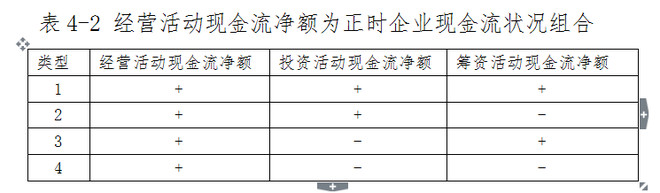 表 4-2 经营活动现金流净额为正时企业现金流状况组合
类型 经营活动现金流净额 投资活动现金流净额 筹资活动现金流净额
1 + + +
2 + + -
3 + - +
4 + - -